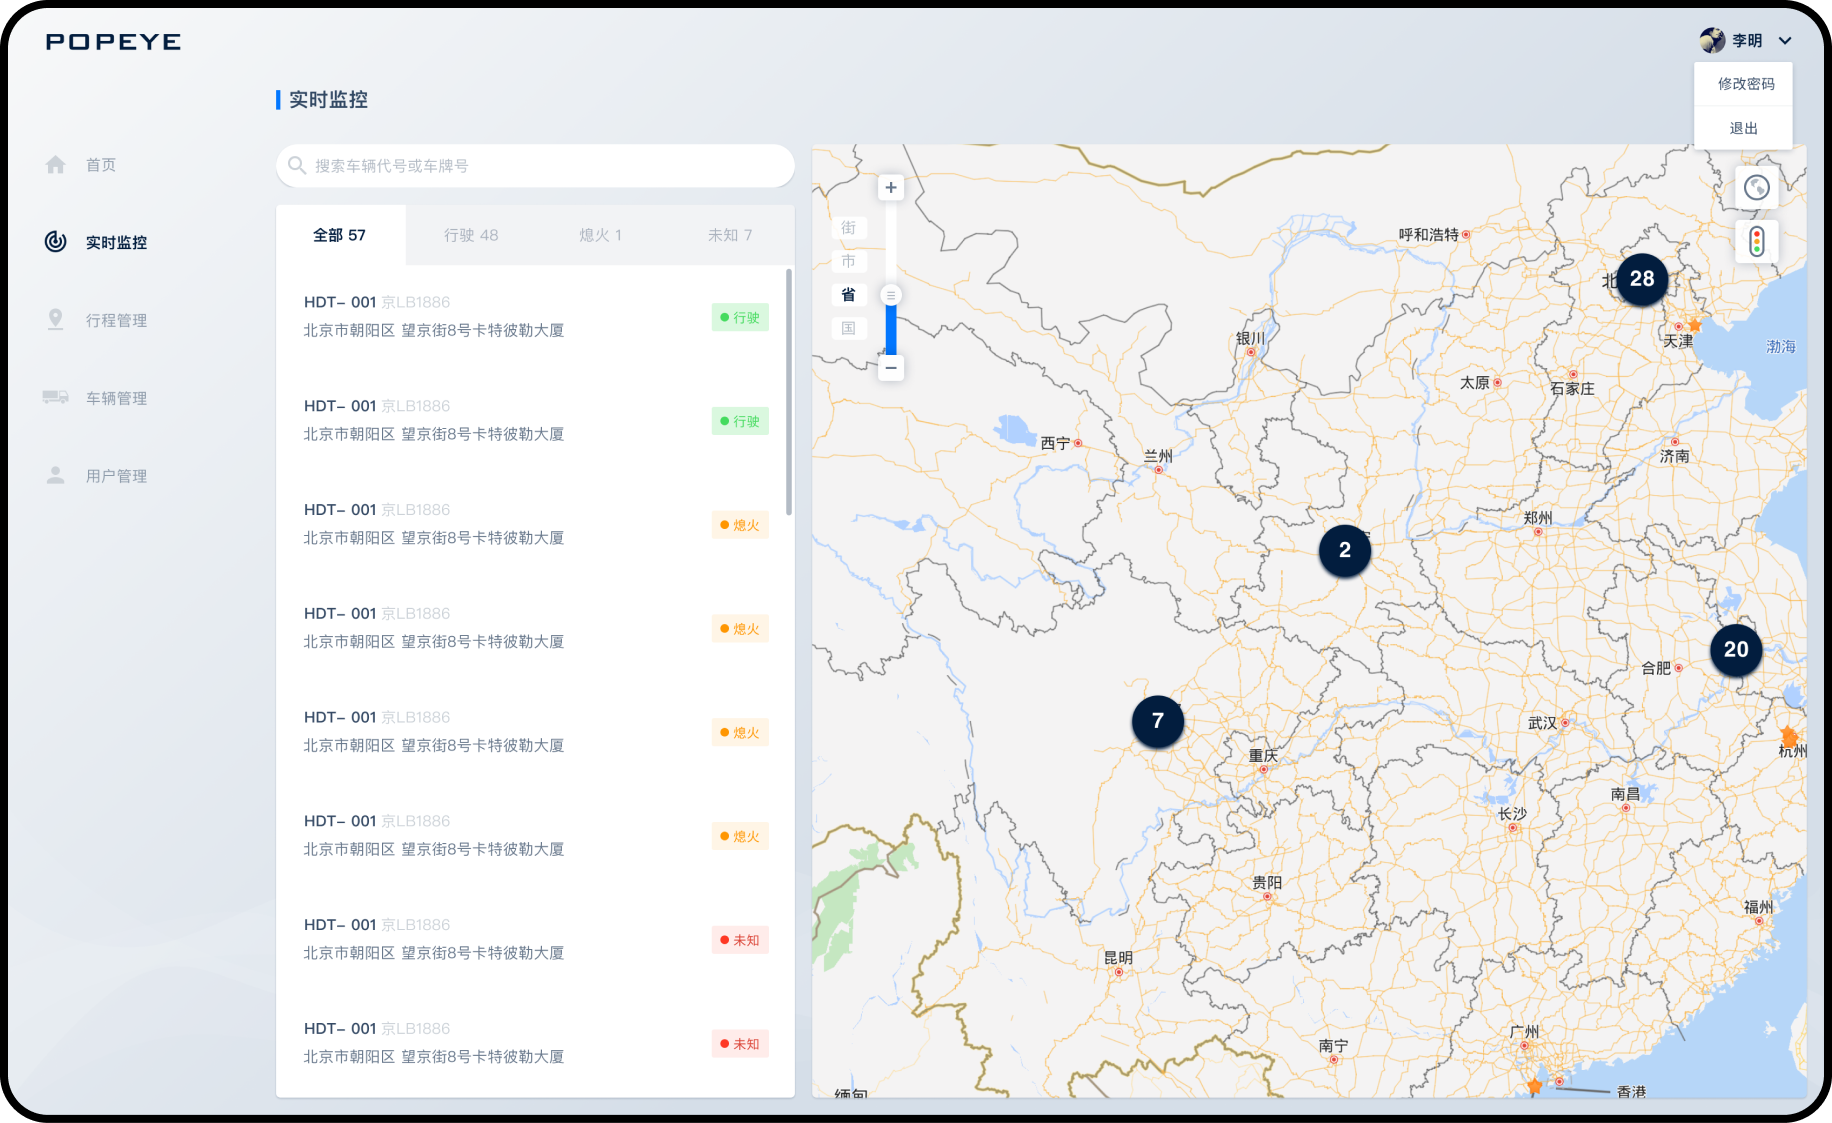 POPEYE
李明
修改密码
退出
实时监控
首页
实时监控
行程管理
车辆管理
用户管理
搜索车辆代号或车牌号
全部 57
行驶 48
熄火 1
未知 7
HDT- 001 京LB1886
北京市朝阳区 望京街8号卡特彼勒大厦
行驶
HDT- 001 京LB1886
北京市朝阳区 望京街8号卡特彼勒大厦
行驶
HDT- 001 京LB1886
北京市朝阳区 望京街8号卡特彼勒大厦
熄火
HDT- 001 京LB1886
北京市朝阳区 望京街8号卡特彼勒大厦
熄火
HDT- 001 京LB1886
北京市朝阳区 望京街8号卡特彼勒大厦
熄火
HDT- 001 京LB1886
北京市朝阳区 望京街8号卡特彼勒大厦
熄火
HDT- 001 京LB1886
北京市朝阳区 望京街8号卡特彼勒大厦
未知
HDT- 001 京LB1886
北京市朝阳区 望京街8号卡特彼勒大厦
未知
+
街
市
省
国
−
呼和浩特
北
28
天津
渤海
银川
太原
石家庄
西宁
兰州
济南
郑州
2
20
合肥
7
武汉
杭州
重庆
南昌
长沙
贵阳
福州
昆明
广州
南宁
香港
缅甸